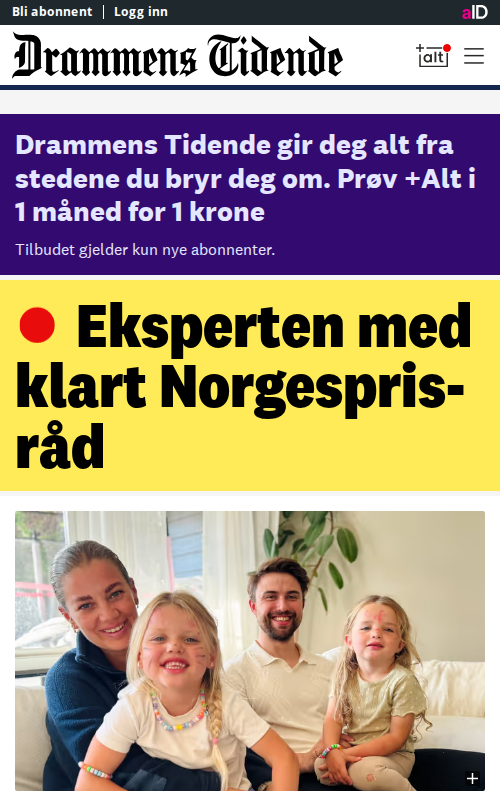 Bli abonnent
Logg inn
aID
Drammens Tidende
+alt
Drammens Tidende gir deg alt fra
stedene du bryr deg om. Prøv +Alt i
1 måned for 1 krone
Tilbudet gjelder kun nye abonnenter.
Eksperten med
klart Norgespris-
råd